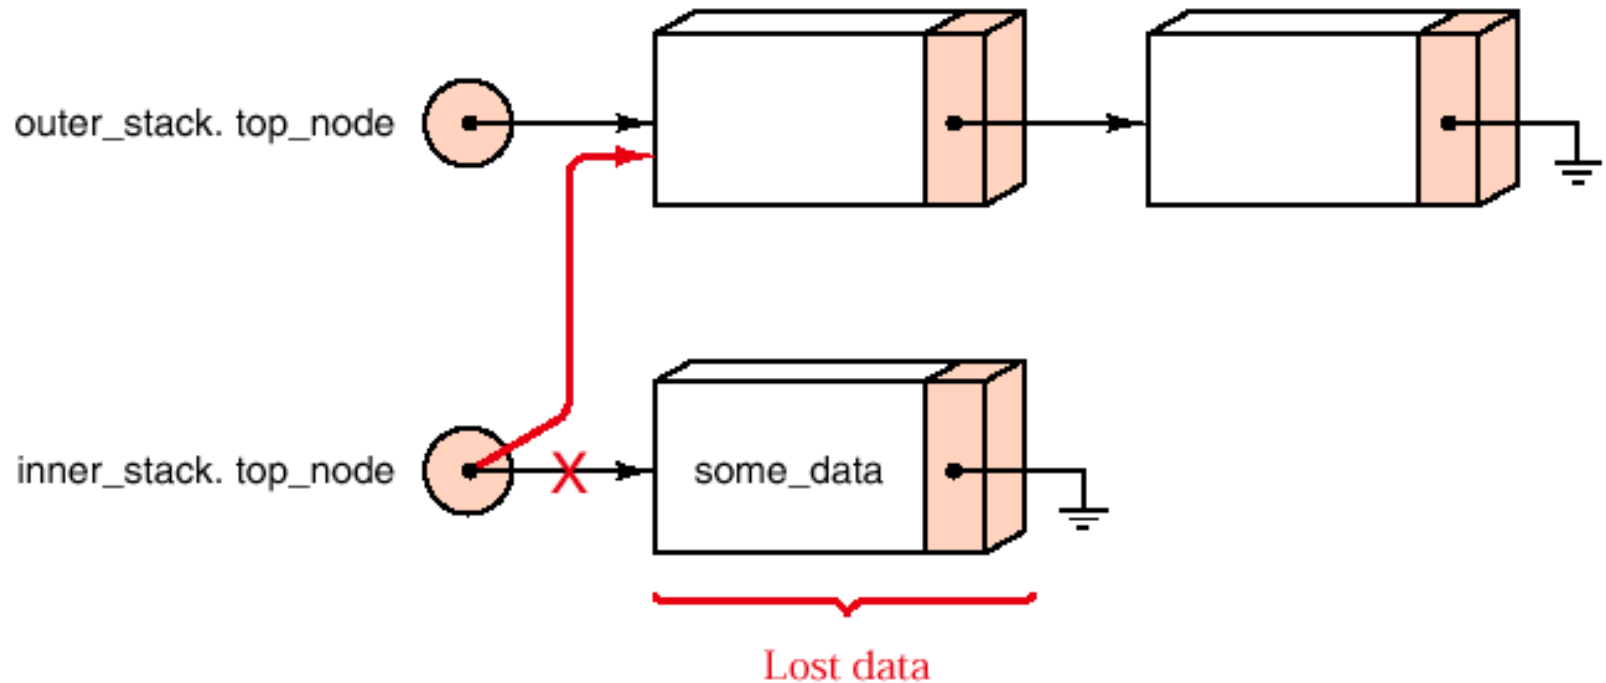 outer_stack. top_node
inner_stack. top_node
X
some_data
Lost data